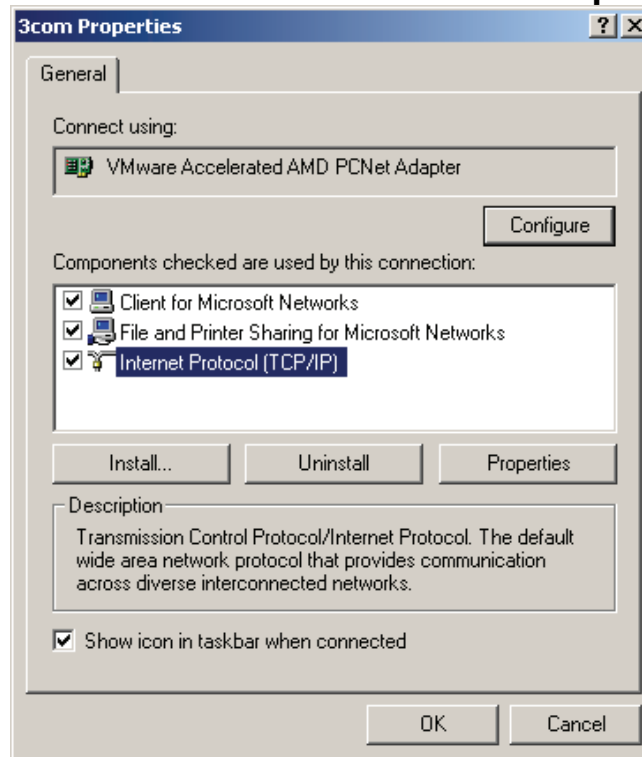 3com Properties
General
Connect using:
VMware Accelerated AMD PCNet Adapter
Configure
Components checked are used by this connection:
Client for Microsoft Networks
File and Printer Sharing for Microsoft Networks
Internet Protocol (TCP/IP)
Install...
Uninstall
Properties
Description
Transmission Control Protocol/Internet Protocol. The default
wide area network protocol that provides communication
across diverse interconnected networks.
Show icon in taskbar when connected
OK
Cancel